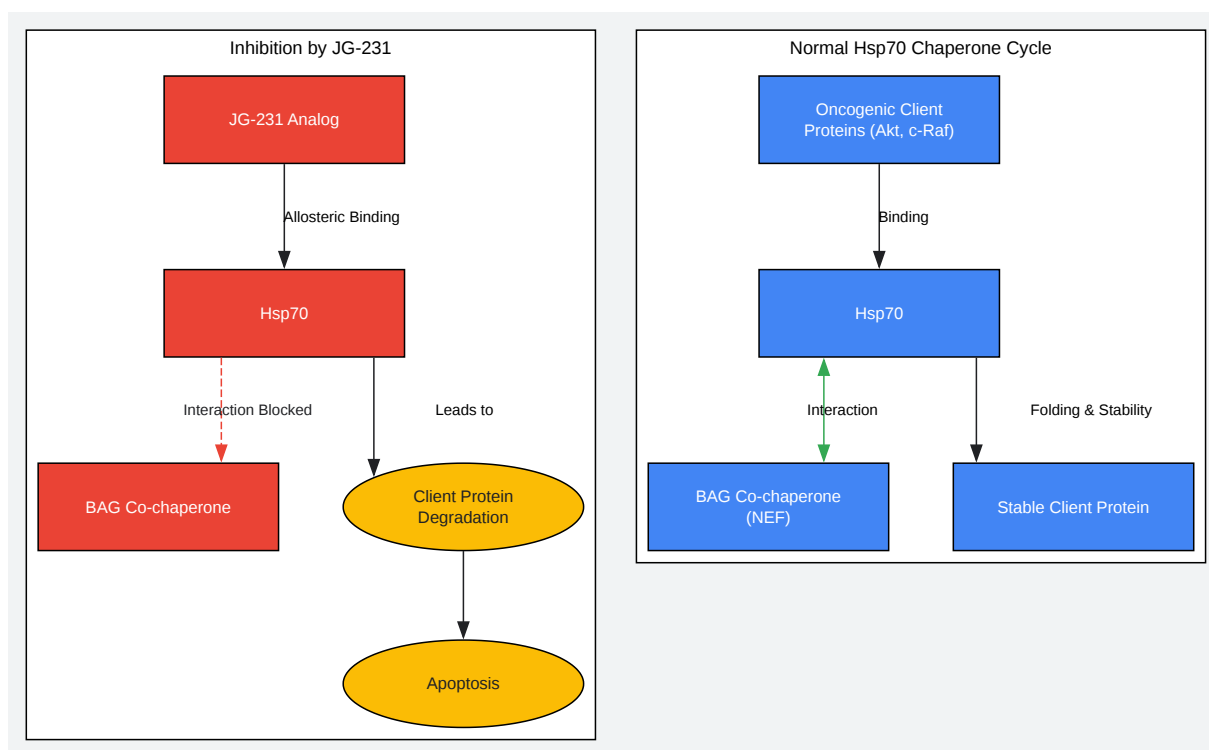 Inhibition by JG-231
JG-231 Analog
Allosteric Binding
Hsp70
Interaction Blocked
Leads to
BAG Co-chaperone
Client Protein
Degradation
Apoptosis
Normal Hsp70 Chaperone Cycle
Oncogenic Client
Proteins (Akt, c-Raf)
Binding
Hsp70
Interaction
Folding & Stability
BAG Co-chaperone
(NEF)
Stable Client Protein